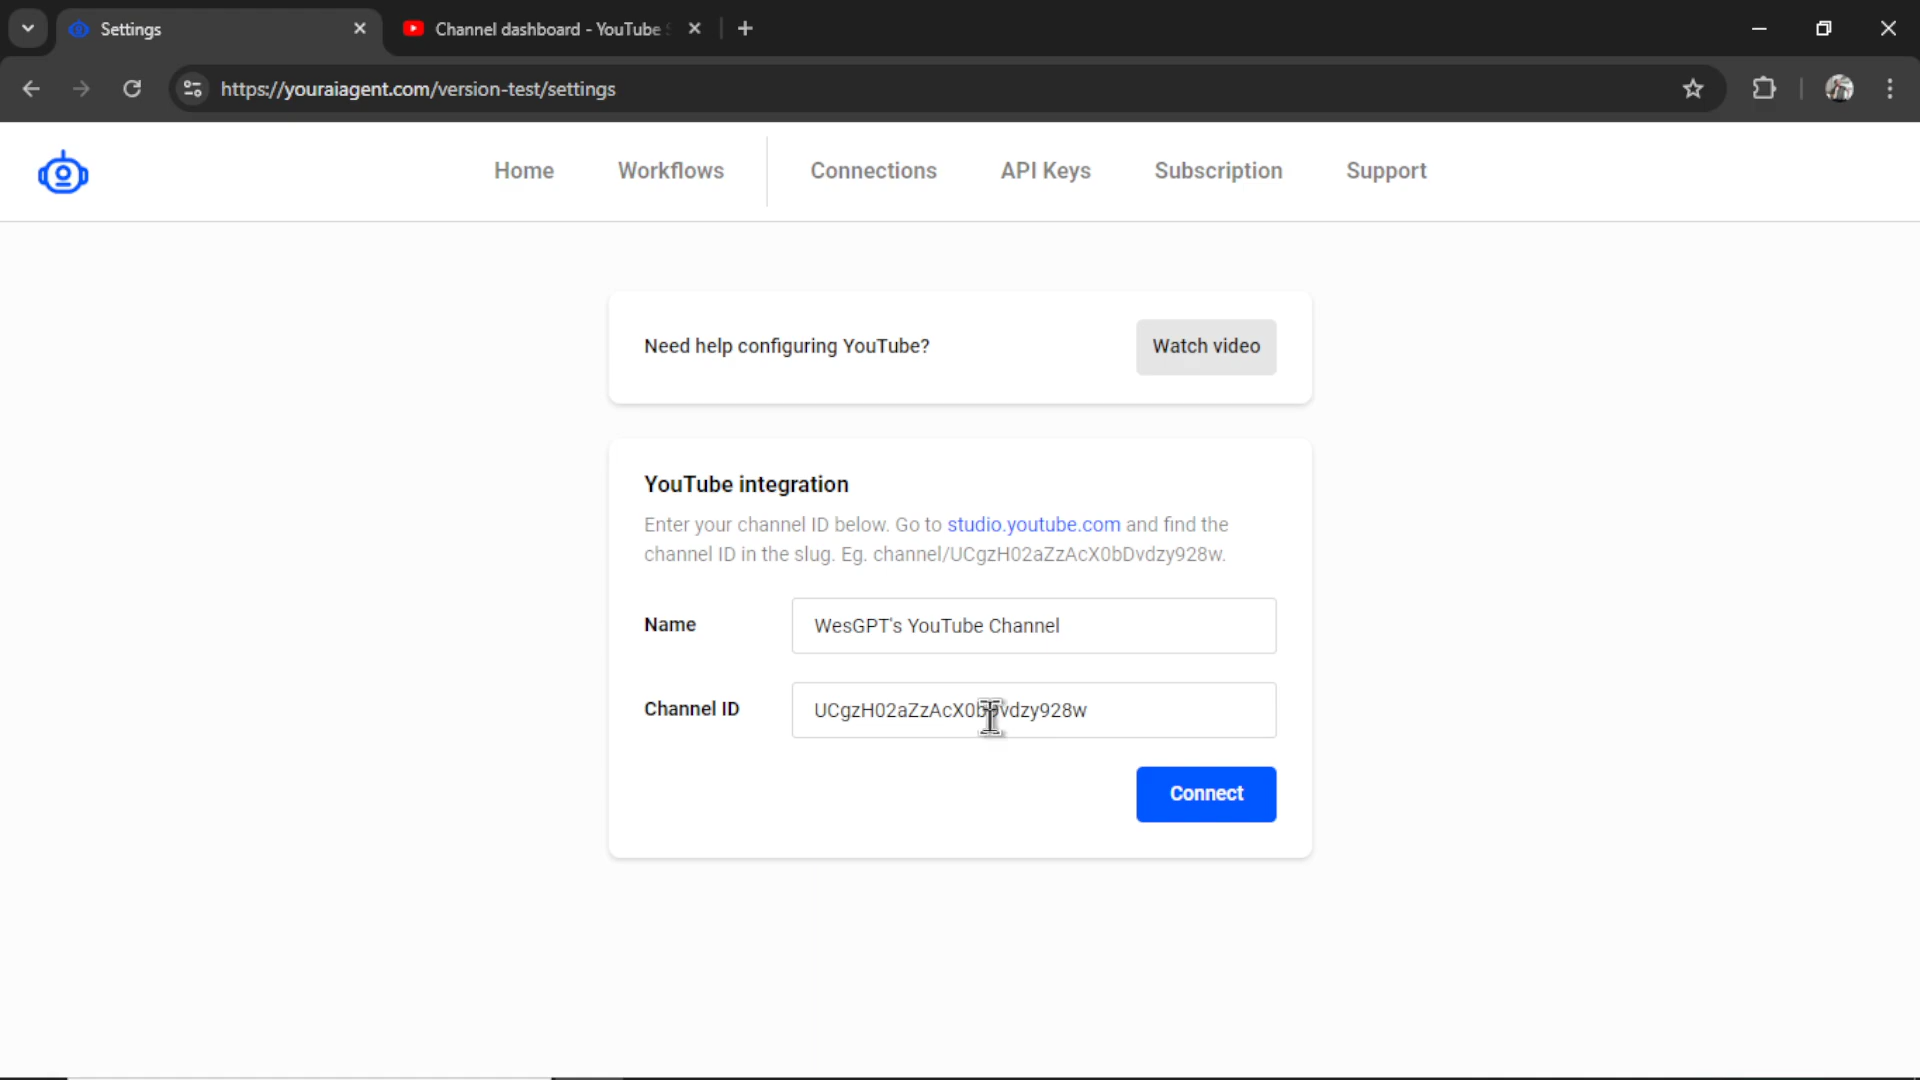 Settings
Channel dashboard - YouTube
https://youraiagent.com/version-test/settings
Home
Workflows
Connections
API Keys
Subscription
Support
Need help configuring YouTube?
Watch video
YouTube integration
Enter your channel ID below. Go to studio.youtube.com and find the
channel ID in the slug. Eg. channel/UCgzH02aZzAcX0bDvdzy928w.
Name
WesGPT's YouTube Channel
Channel ID
UCgzH02aZzAcX0bDvdzy928w
Connect